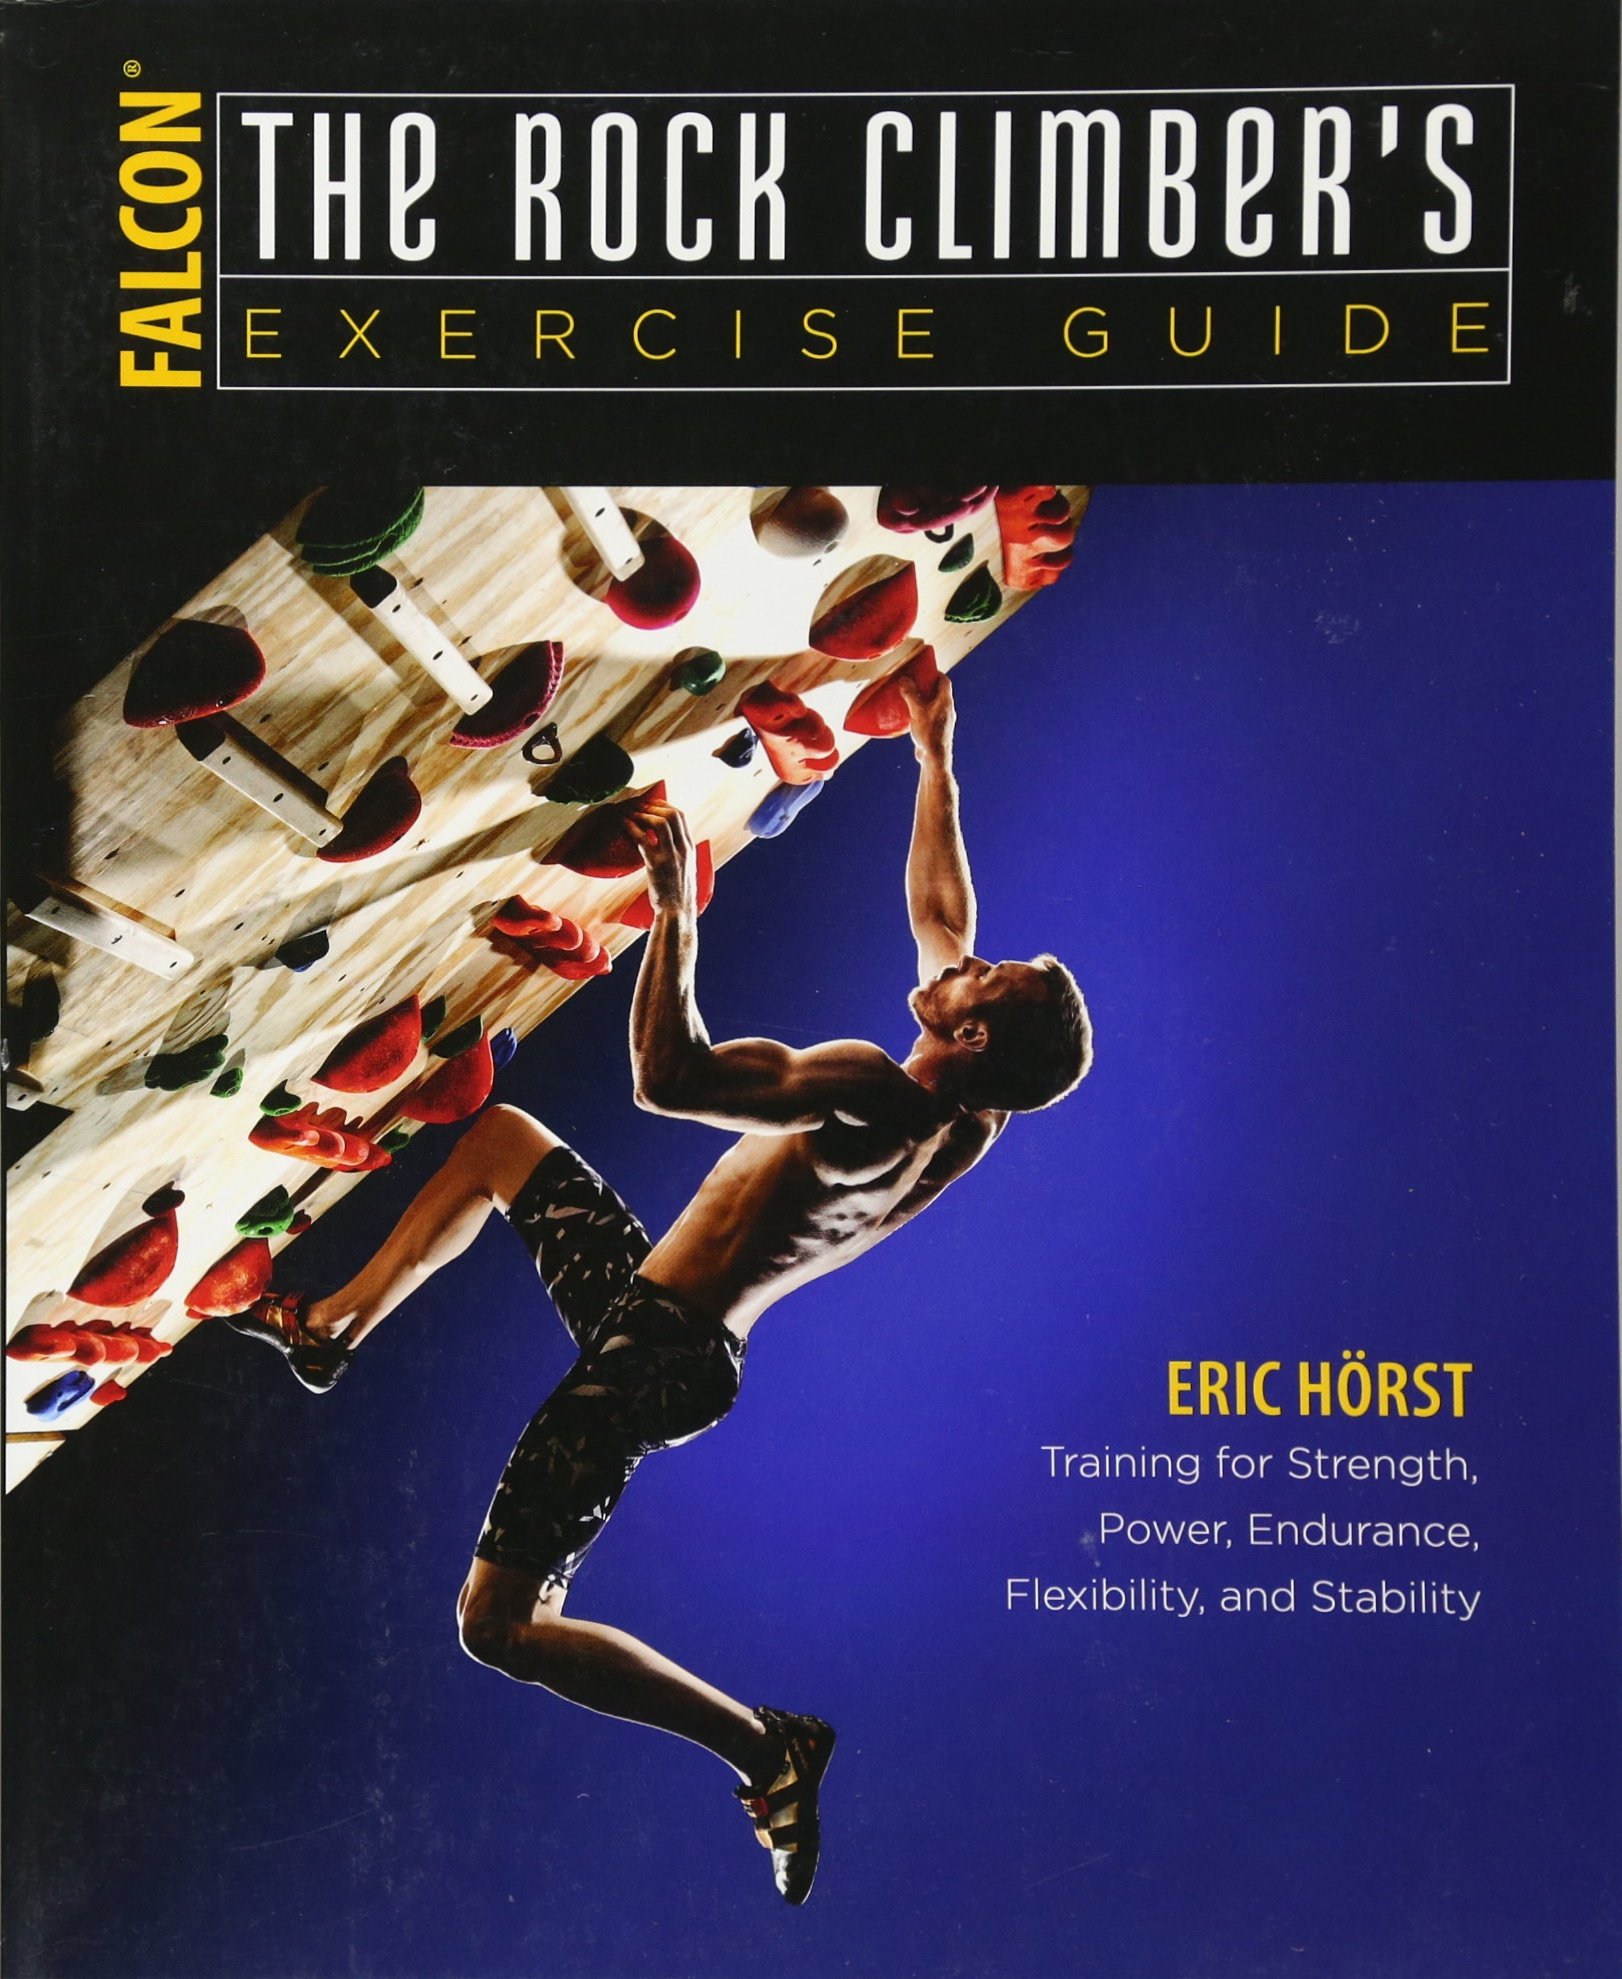 FALCON®
THE ROCK CLIMBER'S
EXERCISE GUIDE
ERIC HÖRST
Training for Strength,
Power, Endurance,
Flexibility, and Stability